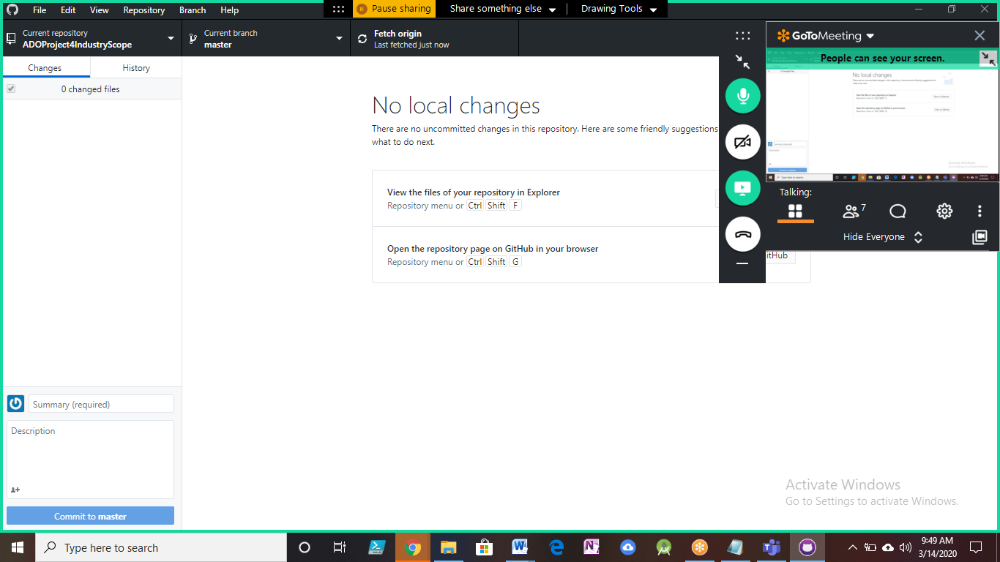 File Edit View Repository Branch Help
Pause sharing Share something else Drawing Tools
Current repository
ADOProject4IndustryScope
Current branch
master
Fetch origin
Last fetched just now
Changes History
0 changed files
No local changes
There are no uncommitted changes in this repository. Here are some friendly suggestions
what to do next.
View the files of your repository in Explorer
Repository menu or Ctrl Shift F
Open the repository page on GitHub in your browser
Repository menu or Ctrl Shift G
itHub
GoToMeeting
People can see your screen.
No local changes
Talking:
7
Hide Everyone
Summary (required)
Description
Commit to master
Activate Windows
Go to Settings to activate Windows.
Type here to search
9:49 AM
3/14/2020